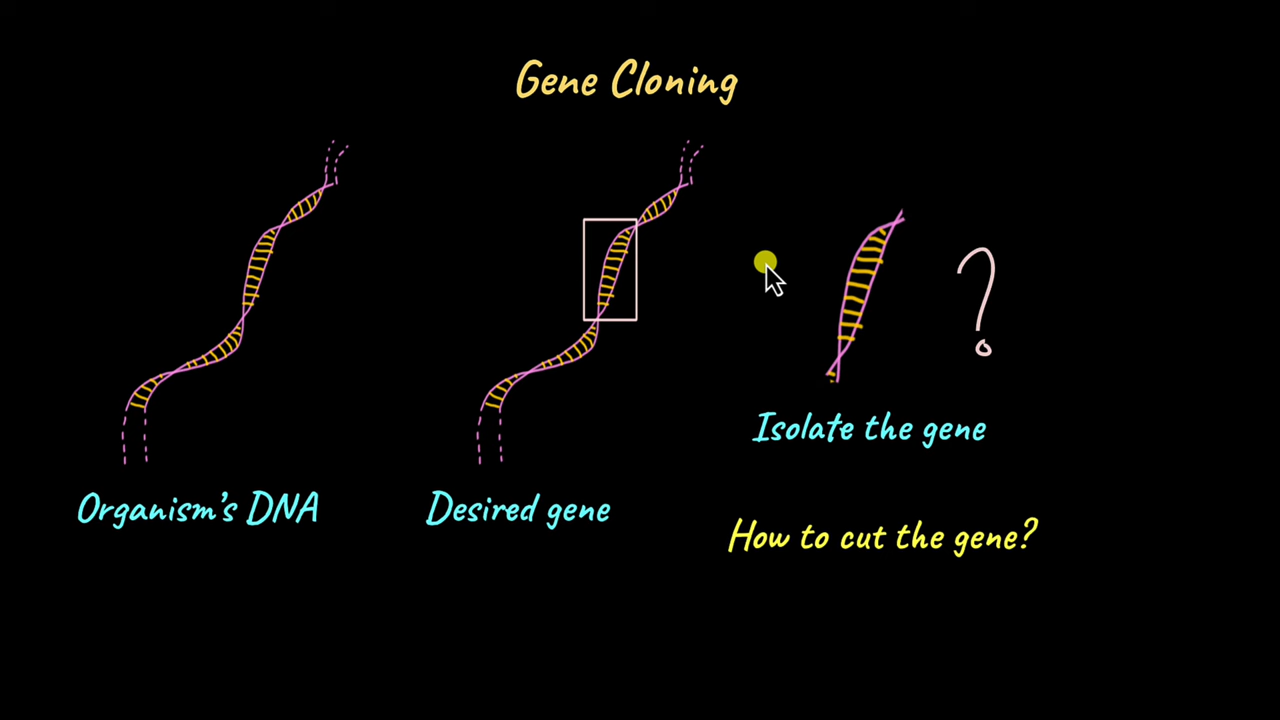 Gene Cloning
?
Organism's DNA
Desired gene
Isolate the gene
How to cut the gene?